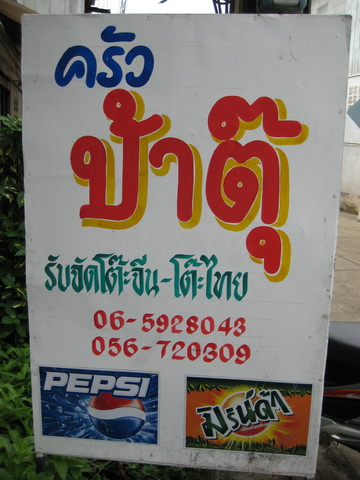 ครัว
ป้าตุ๊
รับจัดโต๊ะจีน-โต๊ะไทย
06-5928043
056-720309
PEPSI
มิรินด้า